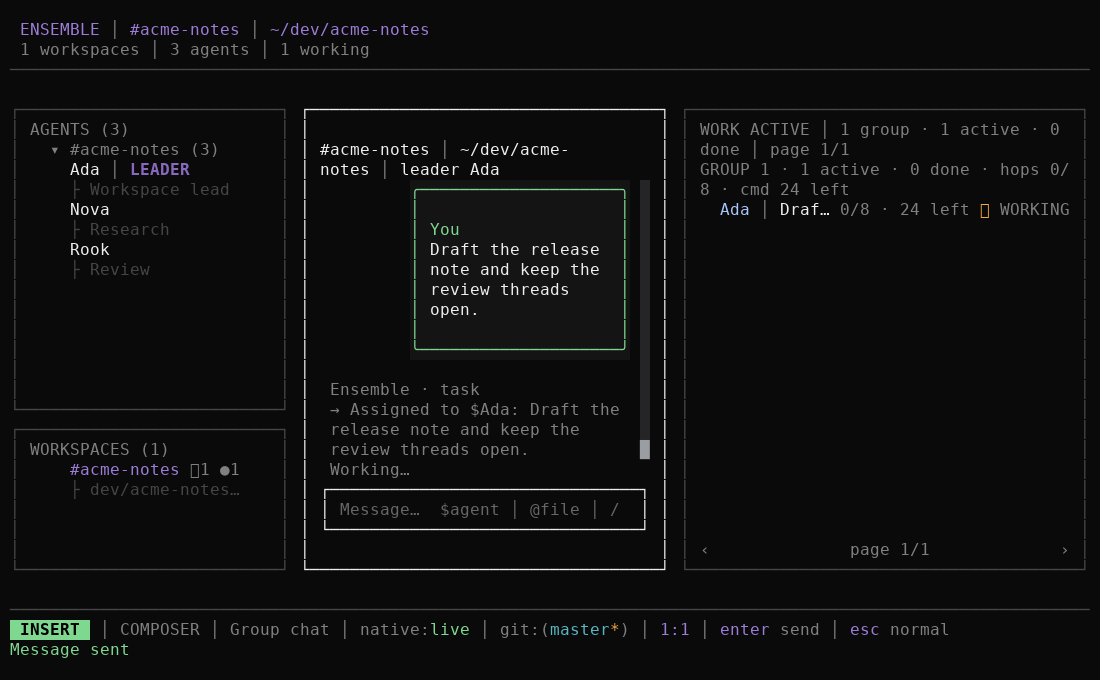 ENSEMBLE │ #acme-notes │ ~/dev/acme-notes
1 workspaces │ 3 agents │ 1 working
AGENTS (3)
▾ #acme-notes (3)
Ada │ LEADER
├ Workspace lead
Nova
├ Research
Rook
├ Review
WORKSPACES (1)
#acme-notes ▯1 ●1
├ dev/acme-notes…
#acme-notes │ ~/dev/acme-
notes │ leader Ada
You
Draft the release
note and keep the
review threads
open.
Ensemble · task
→ Assigned to $Ada: Draft the
release note and keep the
review threads open.
Working…
Message…  $agent │ @file │ /
WORK ACTIVE │ 1 group · 1 active · 0
done │ page 1/1
GROUP 1 · 1 active · 0 done · hops 0/
8 · cmd 24 left
Ada │ Draf… 0/8 · 24 left ▯ WORKING
‹ page 1/1 ›
INSERT │ COMPOSER │ Group chat │ native:live │ git:(master*) │ 1:1 │ enter send │ esc normal
Message sent